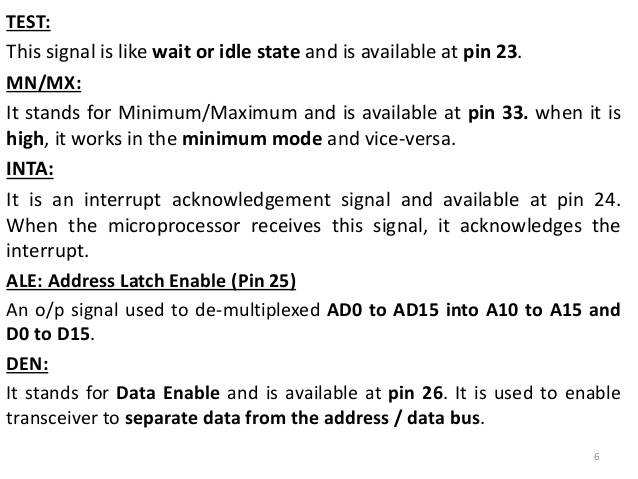 TEST:
This signal is like wait or idle state and is available at pin 23.
MN/MX:
It stands for Minimum/Maximum and is available at pin 33. when it is
high, it works in the minimum mode and vice-versa.
INTA:
It is an interrupt acknowledgement signal and available at pin 24.
When the microprocessor receives this signal, it acknowledges the
interrupt.
ALE: Address Latch Enable (Pin 25)
An o/p signal used to de-multiplexed AD0 to AD15 into A10 to A15 and
D0 to D15.
DEN:
It stands for Data Enable and is available at pin 26. It is used to enable
transceiver to separate data from the address / data bus.
6